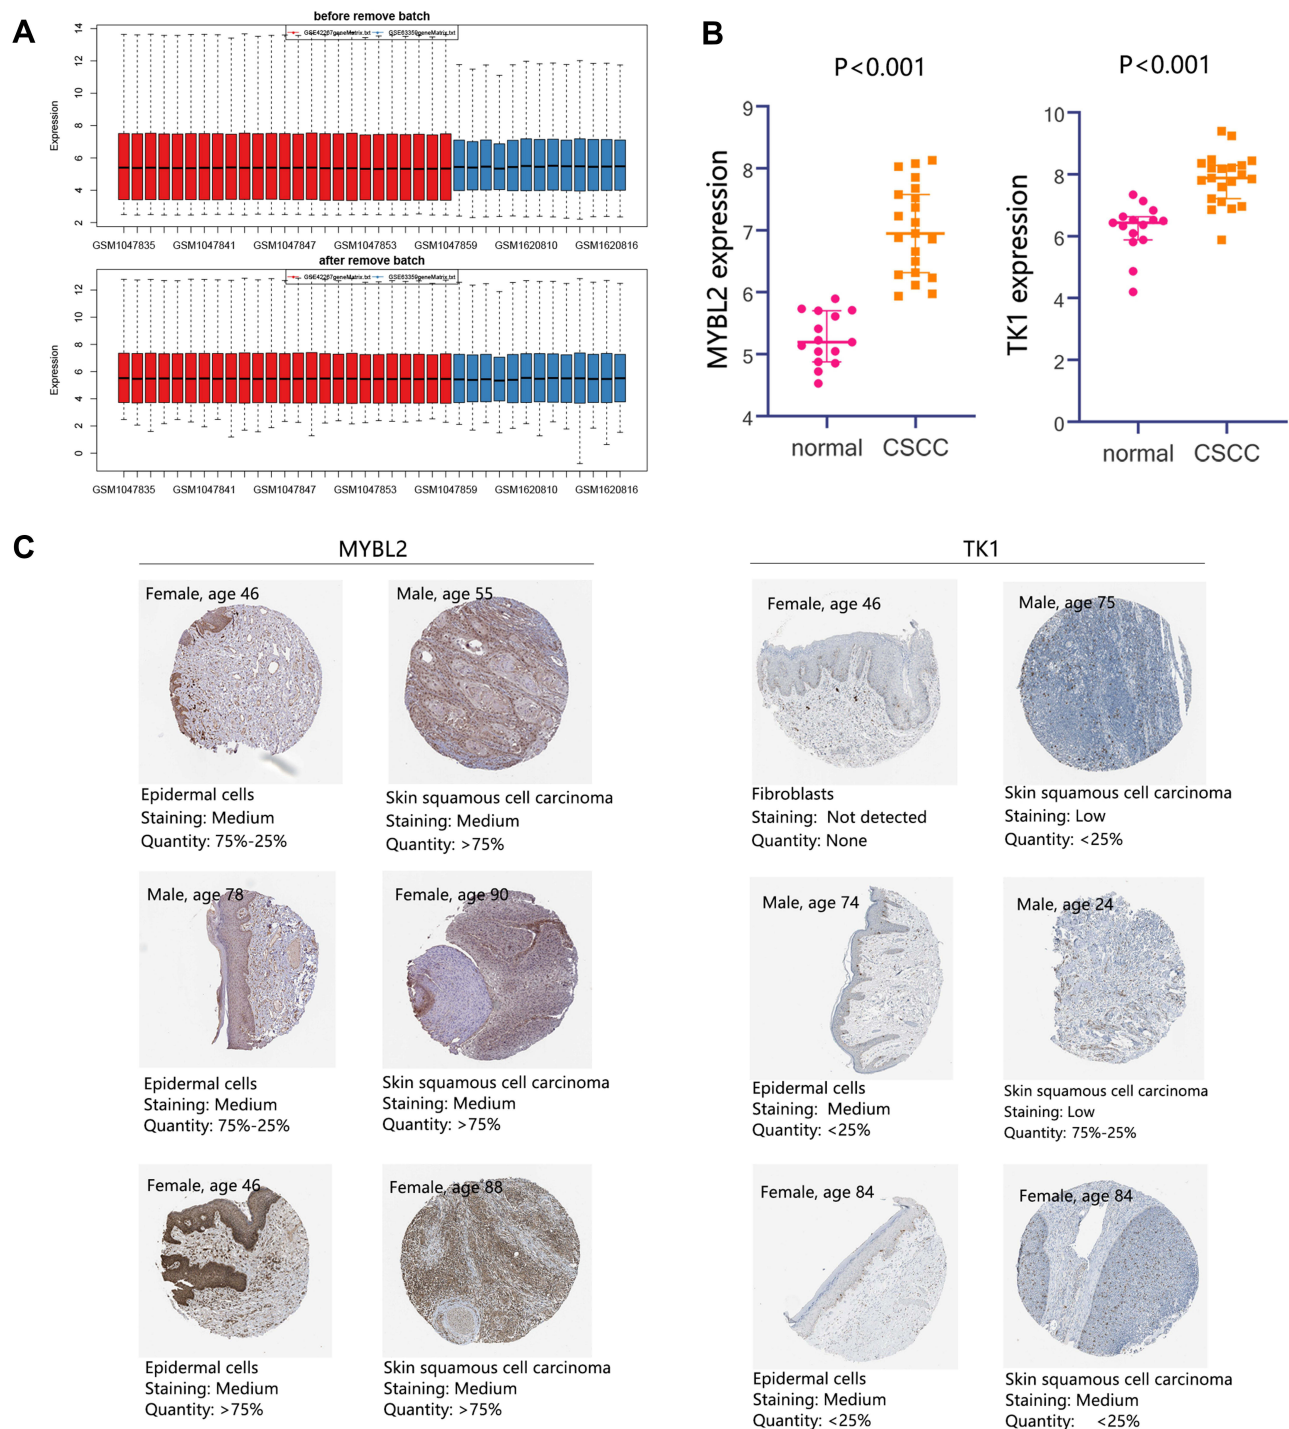 A
before remove batch
GSE42267geneMatrix.txt GSE63359geneMatrix.txt
Expression
14
12
10
8
6
4
2
GSM1047835 GSM1047841 GSM1047847 GSM1047853 GSM1047859 GSM1620810 GSM1620816
after remove batch
GSE42267geneMatrix.txt GSE63359geneMatrix.txt
Expression
12
10
8
6
4
2
0
GSM1047835 GSM1047841 GSM1047847 GSM1047853 GSM1047859 GSM1620810 GSM1620816
B
P<0.001
MYBL2 expression
9
8
7
6
5
4
normal CSCC
P<0.001
TK1 expression
10
8
6
4
2
0
normal CSCC
C
MYBL2
Female, age 46
Epidermal cells
Staining: Medium
Quantity: 75%-25%
Male, age 55
Skin squamous cell carcinoma
Staining: Medium
Quantity: >75%
Male, age 78
Epidermal cells
Staining: Medium
Quantity: 75%-25%
Female, age 90
Skin squamous cell carcinoma
Staining: Medium
Quantity: >75%
Female, age 46
Epidermal cells
Staining: Medium
Quantity: >75%
Female, age 88
Skin squamous cell carcinoma
Staining: Medium
Quantity: >75%
TK1
Female, age 46
Fibroblasts
Staining: Not detected
Quantity: None
Male, age 75
Skin squamous cell carcinoma
Staining: Low
Quantity: <25%
Male, age 74
Epidermal cells
Staining: Medium
Quantity: <25%
Male, age 24
Skin squamous cell carcinoma
Staining: Low
Quantity: 75%-25%
Female, age 84
Epidermal cells
Staining: Medium
Quantity: <25%
Female, age 84
Skin squamous cell carcinoma
Staining: Medium
Quantity: <25%